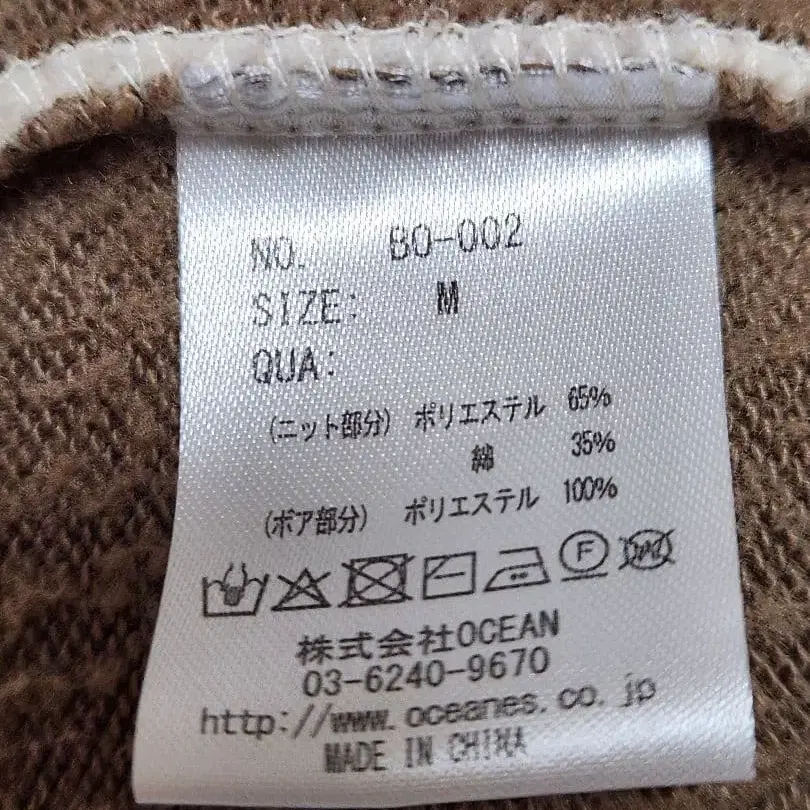 NO. BO-002
SIZE: M
QUA:
(ニット部分) ポリエステル 65%
綿 35%
(ボア部分) ポリエステル 100%
F W
株式会社OCEAN
03-6240-9670
http://www.oceanes.co.jp
MADE IN CHINA